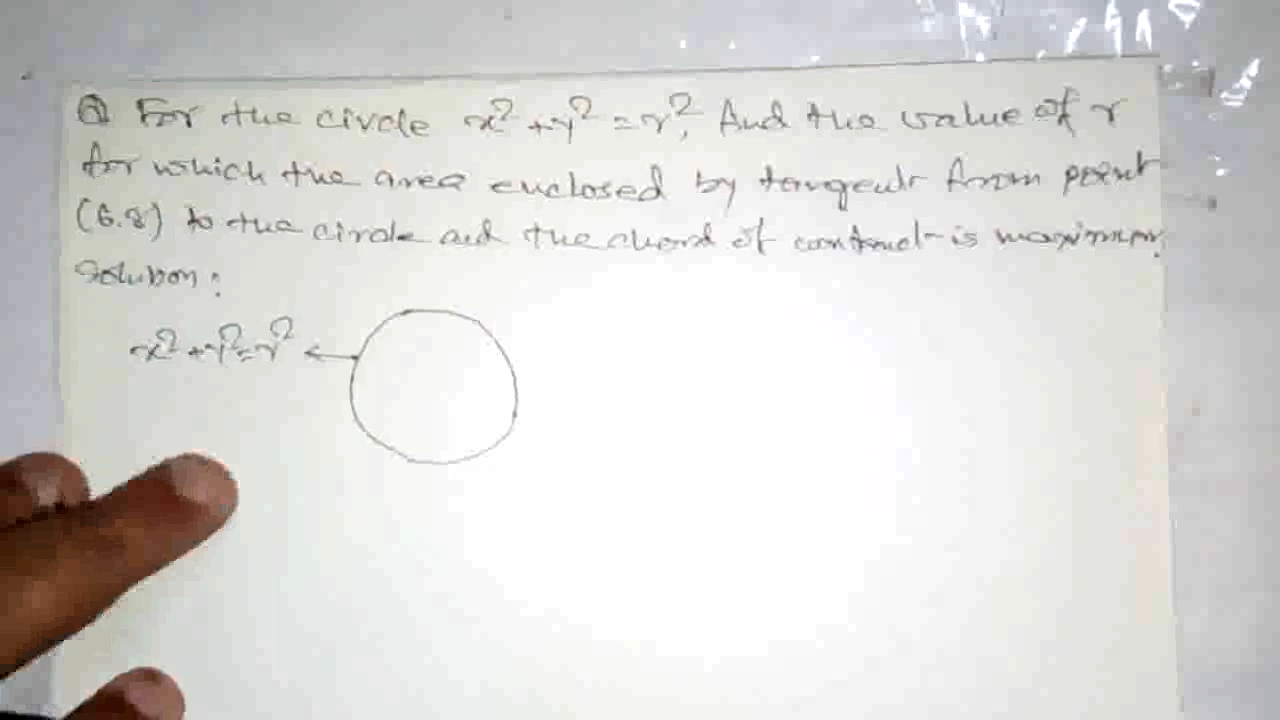 Q For the circle x² + y² = r², find the value of r
for which the area enclosed by tangents from point
(6.8) to the circle and the chord of contact is maximum.
Solution:
x² + y² = r²